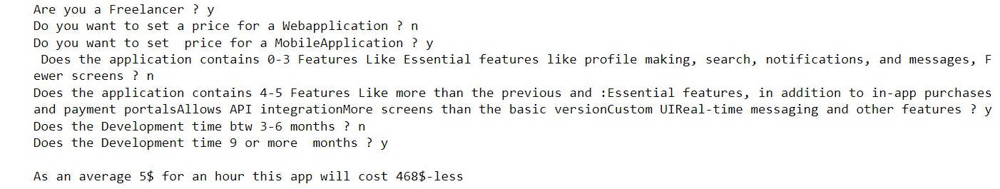 Are you a Freelancer ? y
Do you want to set a price for a Webapplication ? n
Do you want to set  price for a MobileApplication ? y
 Does the application contains 0-3 Features Like Essential features like profile making, search, notifications, and messages, F
ewer screens ? n
Does the application contains 4-5 Features Like more than the previous and :Essential features, in addition to in-app purchases
and payment portalsAllows API integrationMore screens than the basic versionCustom UIReal-time messaging and other features ? y
Does the Development time btw 3-6 months ? n
Does the Development time 9 or more  months ? y
As an average 5$ for an hour this app will cost 468$-less